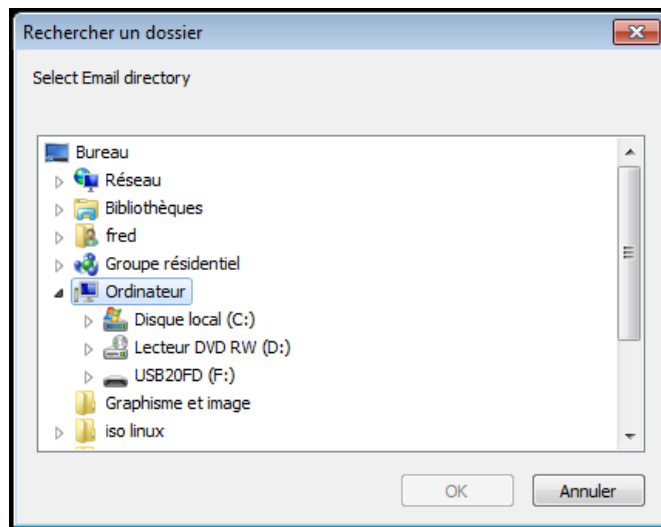 Rechercher un dossier
Select Email directory
Bureau
Réseau
Bibliothèques
fred
Groupe résidentiel
Ordinateur
Disque local (C:)
Lecteur DVD RW (D:)
USB20FD (F:)
Graphisme et image
iso linux
OK
Annuler